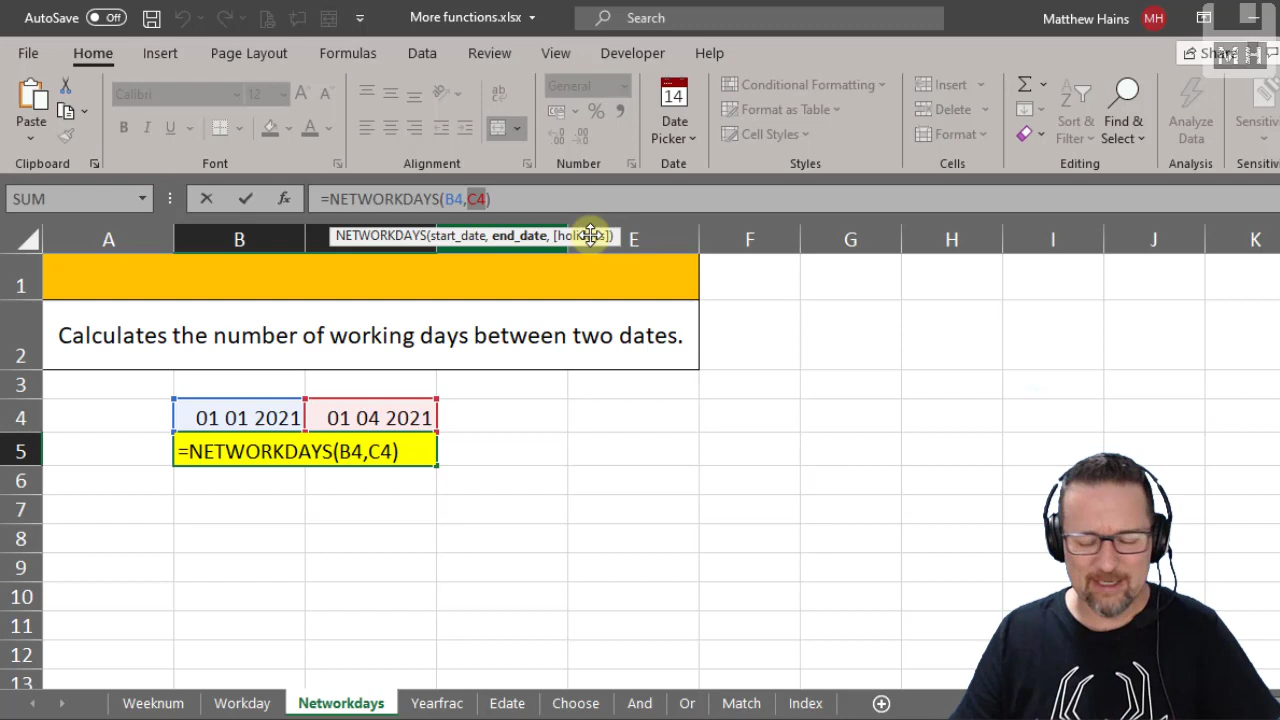 AutoSave Off More functions.xlsx Search Matthew Hains MH
File Home Insert Page Layout Formulas Data Review View Developer Help Share
Paste Calibri 12 A A General Conditional Formatting Insert
B I U A ab % Format as Table Delete
14 Date Picker Cell Styles Format Sort & Filter Find & Select Analyze Data
Clipboard Font Alignment Number Date Styles Cells Editing Analysis
SUM fx =NETWORKDAYS(B4,C4)
NETWORKDAYS(start_date, end_date,
A B E F G H I J K
1
2 Calculates the number of working days between two dates.
3
4 01 01 2021 01 04 2021
5 =NETWORKDAYS(B4,C4)
6
7
8
9
10
11
12
13
Weeknum Workday Networkdays Yearfrac Edate Choose And Or Match Index